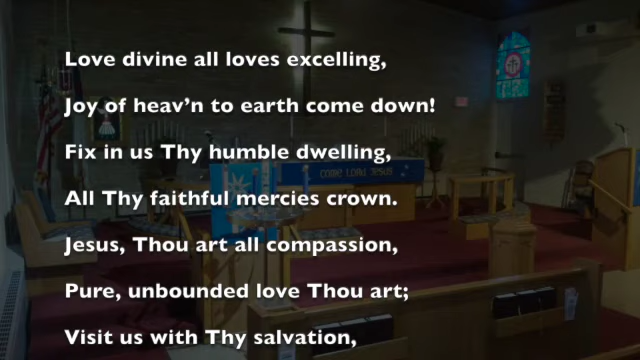 Love divine all loves excelling,
Joy of heav’n to earth come down!
Fix in us Thy humble dwelling,
COME LORD JESUS
All Thy faithful mercies crown.
Jesus, Thou art all compassion,
Pure, unbounded love Thou art;
Visit us with Thy salvation,